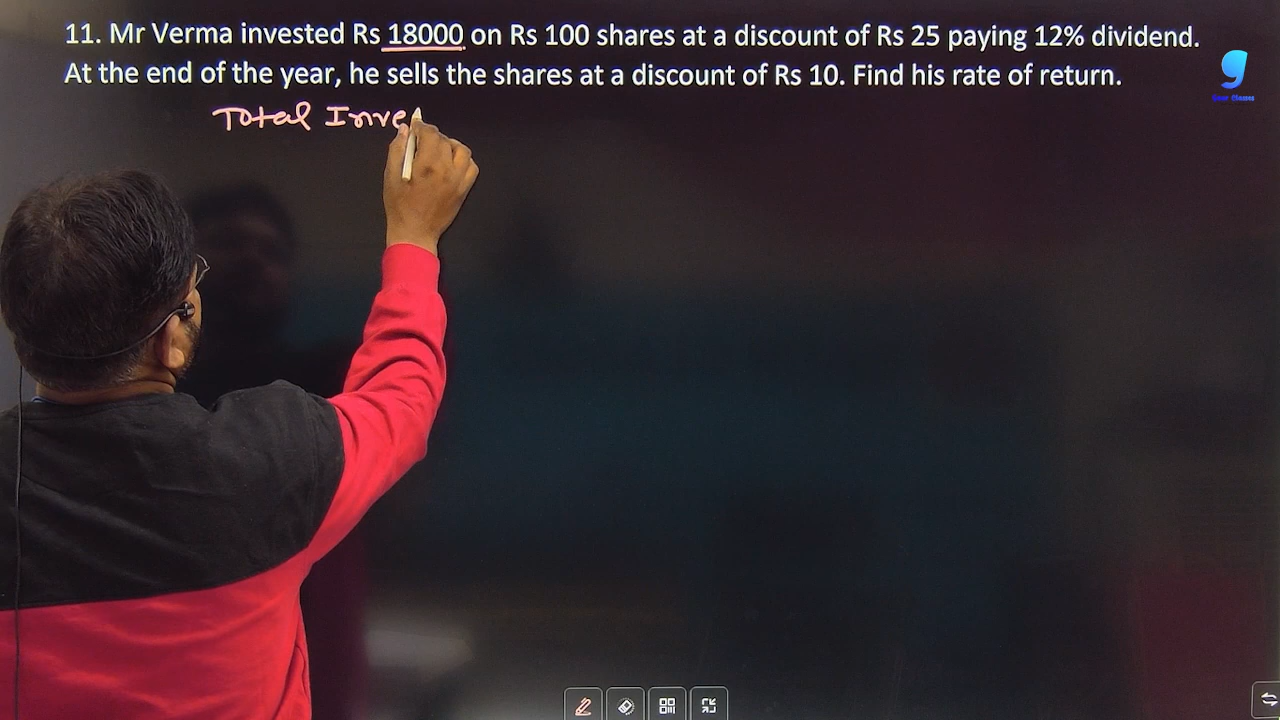 11. Mr Verma invested Rs 18000 on Rs 100 shares at a discount of Rs 25 paying 12% dividend.
At the end of the year, he sells the shares at a discount of Rs 10. Find his rate of return.
Total Inve